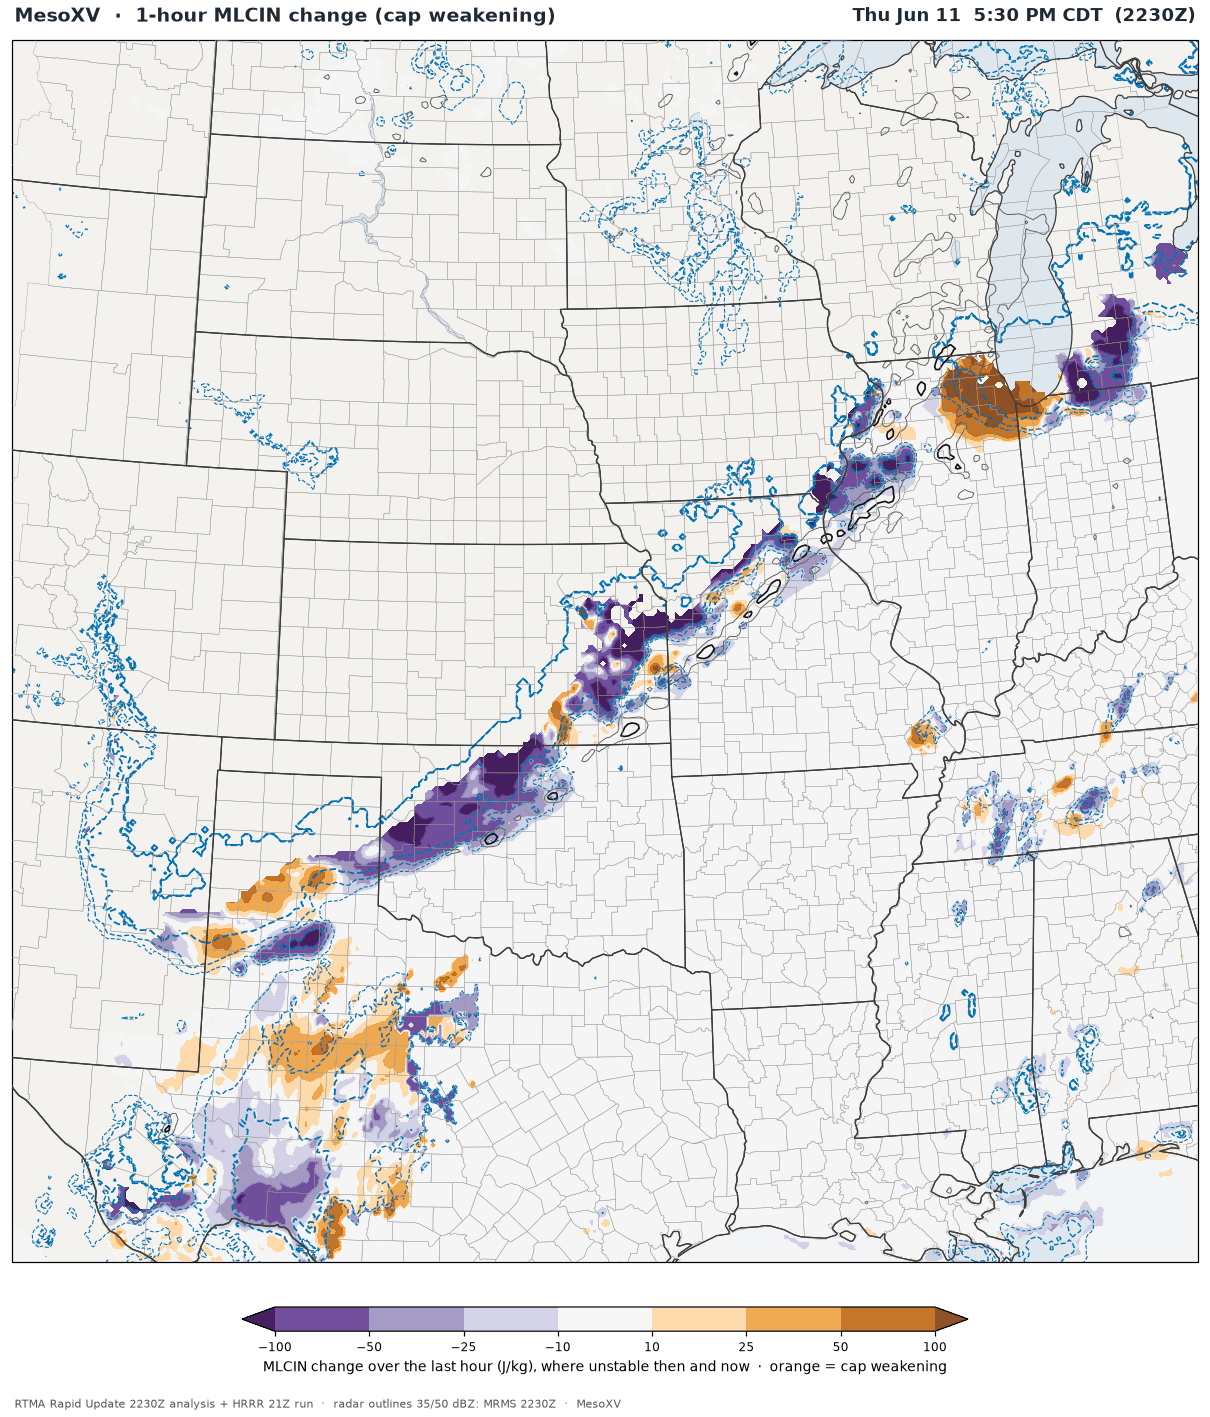 MesoXV · 1-hour MLCIN change (cap weakening)
Thu Jun 11 5:30 PM CDT (2230Z)
−100 −50 −25 −10 10 25 50 100
MLCIN change over the last hour (J/kg), where unstable then and now · orange = cap weakening
RTMA Rapid Update 2230Z analysis + HRRR 21Z run · radar outlines 35/50 dBZ: MRMS 2230Z · MesoXV